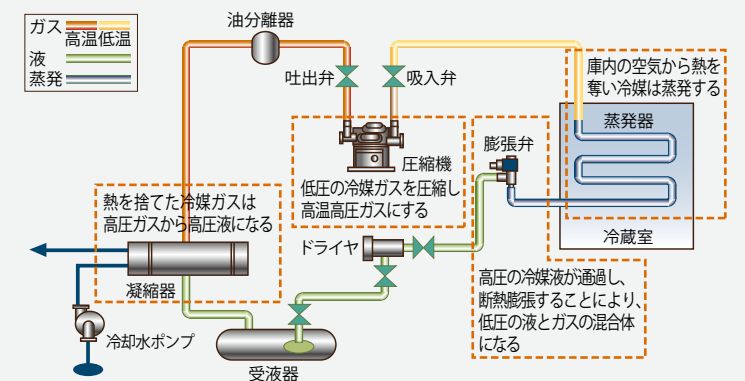 ガス
高温 低温
液
蒸発
油分離器
吐出弁
吸入弁
圧縮機
低圧の冷媒ガスを圧縮し
高温高圧ガスにする
庫内の空気から熱を
奪い冷媒は蒸発する
蒸発器
冷蔵室
膨張弁
熱を捨てた冷媒ガスは
高圧ガスから高圧液になる
凝縮器
ドライヤ
高圧の冷媒液が通過し、
断熱膨張することにより、
低圧の液とガスの混合体
になる
冷却水ポンプ
受液器